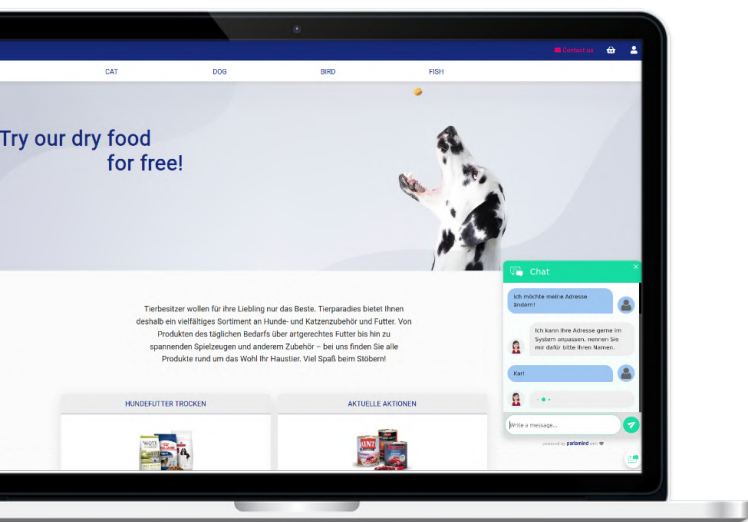 Contact us
CAT DOG BIRD FISH
Try our dry food
for free!
Tierbesitzer wollen für ihre Liebling nur das Beste. Tierparadies bietet Ihnen
deshalb ein vielfältiges Sortiment an Hunde- und Katzenzubehör und Futter. Von
Produkten des täglichen Bedarfs über artgerechtes Futter bis hin zu
spannenden Spielzeugen und anderem Zubehör – bei uns finden Sie alle
Produkte rund um das Wohl Ihr Haustier. Viel Spaß beim Stöbern!
HUNDEFUTTER TROCKEN
AKTUELLE AKTIONEN
RINTI
Chat
Ich möchte meine Adresse
ändern!
Ich kann Ihre Adresse gerne im
System anpassen, nennen Sie
mir dafür bitte Ihren Namen.
Karl
Write a message...
powered by parlamind